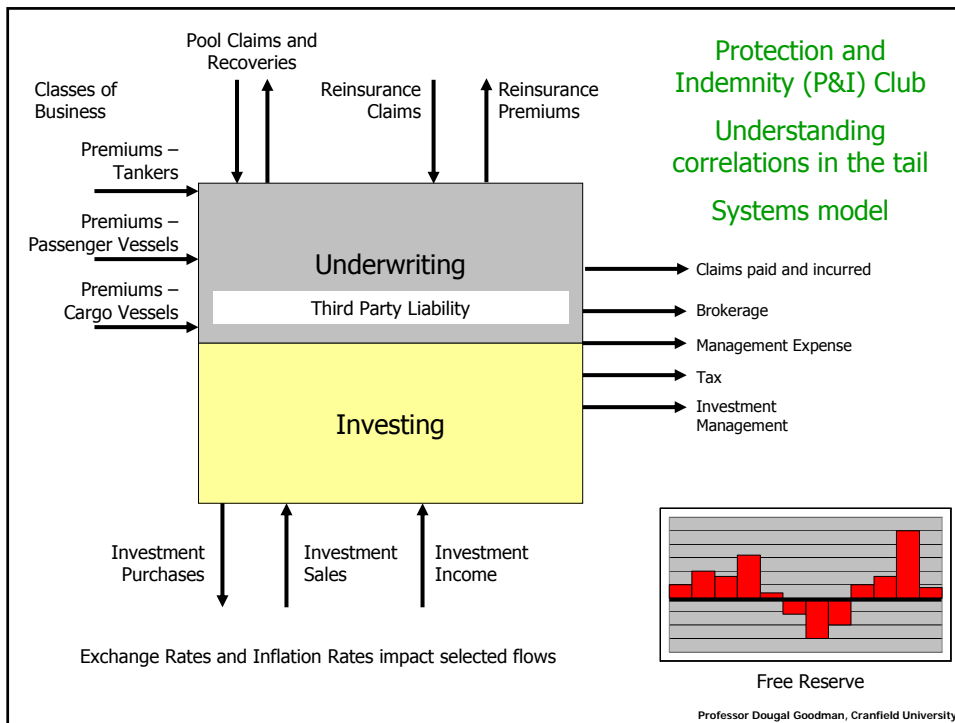 Pool Claims and
Recoveries
Classes of
Business
Reinsurance
Claims
Reinsurance
Premiums
Protection and
Indemnity (P&I) Club
Understanding
correlations in the tail
Systems model
Premiums –
Tankers
Premiums –
Passenger Vessels
Premiums –
Cargo Vessels
Underwriting
Third Party Liability
Investing
Claims paid and incurred
Brokerage
Management Expense
Tax
Investment
Management
Investment
Purchases
Investment
Sales
Investment
Income
Exchange Rates and Inflation Rates impact selected flows
Free Reserve
Professor Dougal Goodman, Cranfield University